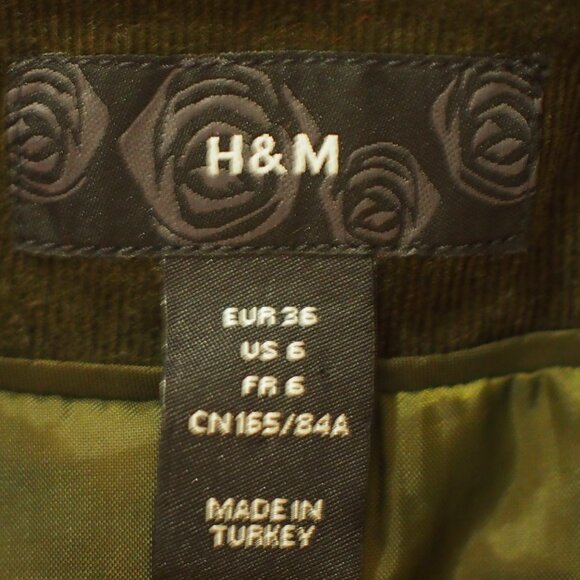 H&M
EUR 36
US 6
FR 6
CN165/84A
MADE IN
TURKEY